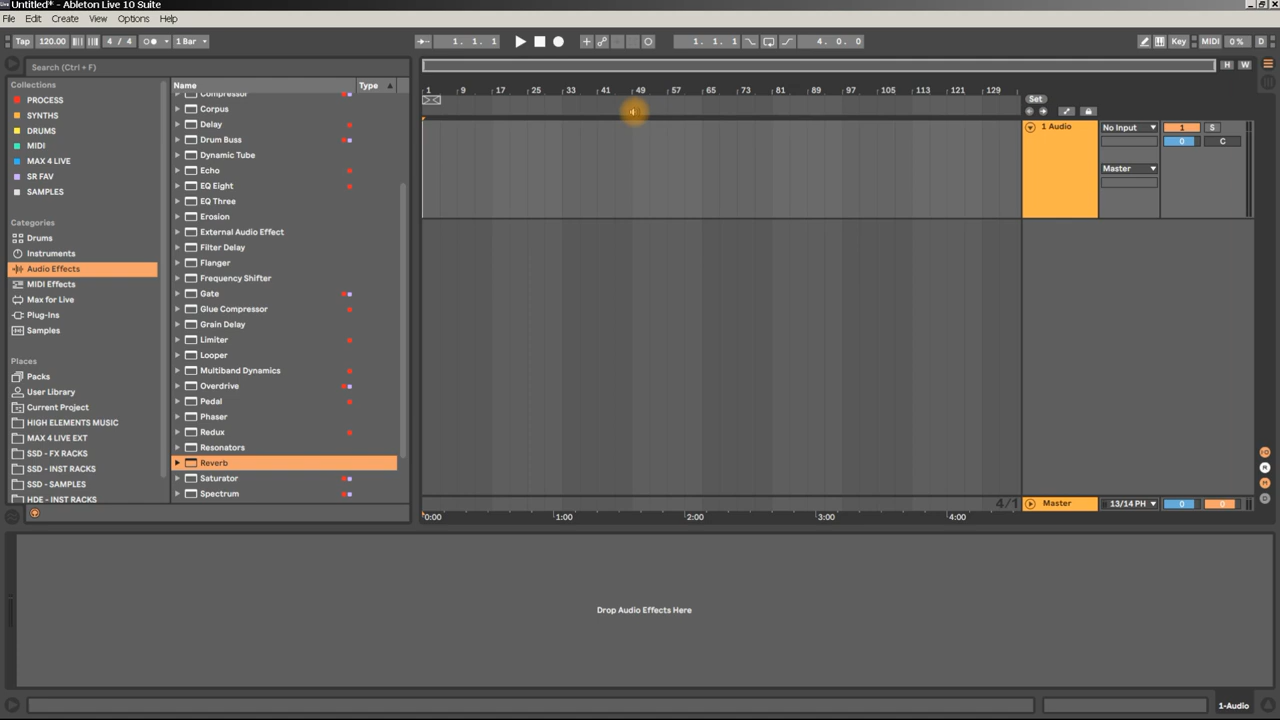 Untitled* - Ableton Live 10 Suite
File Edit Create View Options Help
Tap 120.00 4 / 4 1 Bar 1. 1. 1 1. 1. 1 4. 0. 0 Key MIDI 0 % D
Search (Ctrl + F)
H W
Collections
PROCESS
SYNTHS
DRUMS
MIDI
MAX 4 LIVE
SR FAV
SAMPLES
Categories
Drums
Instruments
Audio Effects
MIDI Effects
Max for Live
Plug-Ins
Samples
Places
Packs
User Library
Current Project
HIGH ELEMENTS MUSIC
MAX 4 LIVE EXT
SSD - FX RACKS
SSD - INST RACKS
SSD - SAMPLES
HDE - INST RACKS
Name Type
Compressor
Corpus
Delay
Drum Buss
Dynamic Tube
Echo
EQ Eight
EQ Three
Erosion
External Audio Effect
Filter Delay
Flanger
Frequency Shifter
Gate
Glue Compressor
Grain Delay
Limiter
Looper
Multiband Dynamics
Overdrive
Pedal
Phaser
Redux
Resonators
Reverb
Saturator
Spectrum
1 9 17 25 33 41 49 57 65 73 81 89 97 105 113 121 129
Set
1 Audio No Input 1 S
0 C
Master
4/1
Master 13/14 PH 0 0
0:00 1:00 2:00 3:00 4:00
Drop Audio Effects Here
1-Audio